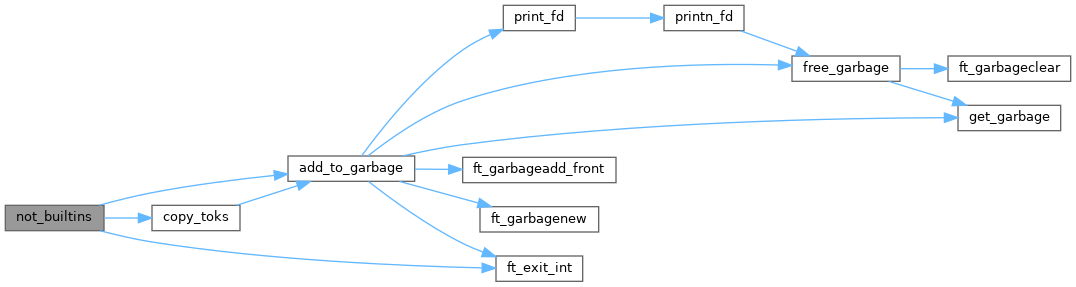 print_fd
printn_fd
free_garbage
ft_garbageclear
get_garbage
add_to_garbage
ft_garbageadd_front
not_builtins
copy_toks
ft_garbagenew
ft_exit_int